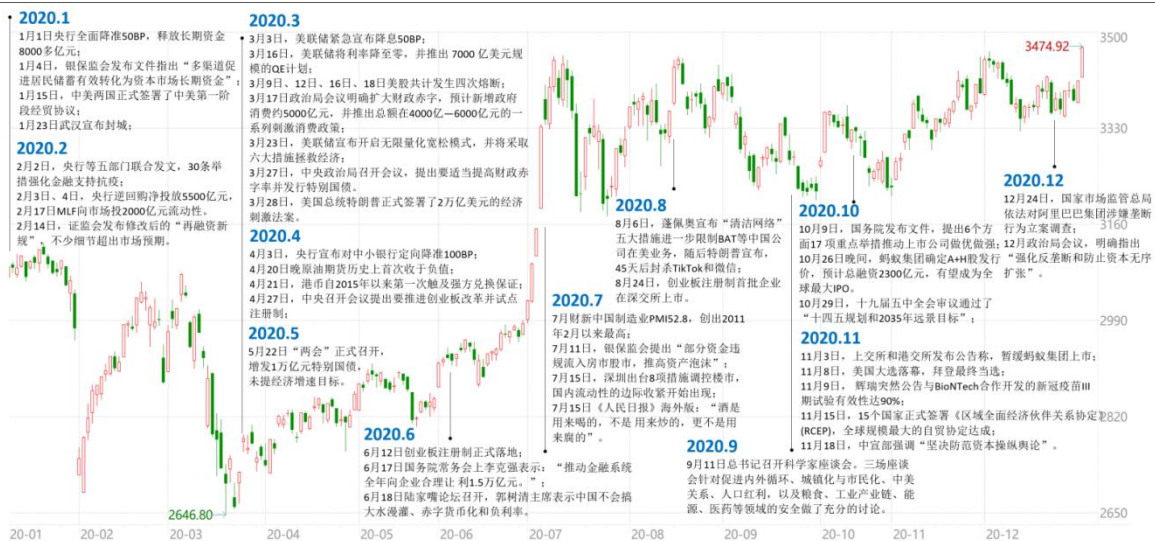 2020.1
1月1日央行全面降准50BP，释放长期资金
8000多亿元；
1月4日，银保监会发布文件指出“多渠道促
进居民储蓄有效转化为资本市场长期资金”；
1月15日，中美两国正式签署了中美第一阶
段经贸协议；
1月23日武汉宣布封城；
2020.2
2月2日，央行等五部门联合发文，30条举
措强化金融支持抗疫；
2月3日、4日，央行逆回购净投放5500亿元，
2月17日MLF向市场投2000亿元流动性。
2月14日，证监会发布修改后的“再融资新
规”，不少细节超出市场预期。
2020.3
3月3日，美联储紧急宣布降息50BP；
3月16日，美联储将利率降至零，并推出 7000 亿美元规
模的QE计划；
3月9日、12日、16日、18日美股共计发生四次熔断；
3月17日政治局会议明确扩大财政赤字，预计新增政府
消费约5000亿元，并推出总额在4000亿—6000亿元的一
系列刺激消费政策；
3月23日，美联储宣布开启无限量化宽松模式，并将采取
六大措施拯救经济；
3月27日，中央政治局召开会议，提出要适当提高财政赤
字率并发行特别国债。
3月28日，美国总统特朗普正式签署了2万亿美元的经济
刺激法案。
2020.4
4月3日，央行宣布对中小银行定向降准100BP；
4月20日晚原油期货历史上首次收于负值；
4月21日，港币自2015年以来第一次触及强方兑换保证；
4月27日，中央召开会议提出要推进创业板改革并试点
注册制；
2020.5
5月22日“两会”正式召开，
增发1万亿元特别国债，
未提经济增速目标。
2020.6
6月12日创业板注册制正式落地；
6月17日国务院常务会上李克强表示：“推动金融系统
全年向企业合理让 利1.5万亿元。”；
6月18日陆家嘴论坛召开，郭树清主席表示中国不会搞
大水漫灌、赤字货币化和负利率。
2020.7
7月财新中国制造业PMI52.8，创出2011
年2月以来最高；
7月11日，银保监会提出“部分资金违
规流入房市股市，推高资产泡沫”；
7月15日，深圳出台8项措施调控楼市，
国内流动性的边际收紧开始出现；
7月15日《人民日报》海外版：“酒是
用来喝的，不是 用来炒的，更不是用
来腐的”。
2020.8
8月6日，蓬佩奥宣布“清洁网络”
五大措施进一步限制BAT等中国公
司在美业务，随后特朗普宣布，
45天后封杀TikTok和微信；
8月24日，创业板注册制首批企业
在深交所上市。
2020.9
9月11日总书记召开科学家座谈会。三场座谈
会针对促进内外循环、城镇化与市民化、中美
关系、人口红利，以及粮食、工业产业链、能
源、医药等领域的安全做了充分的讨论。
2020.10
10月9日，国务院发布文件，提出6个方
面17 项重点举措推动上市公司做优做强；
10月26日晚间，蚂蚁集团确定A+H股发行
价，预计总融资2300亿元，有望成为全
球最大IPO。
10月29日，十九届五中全会审议通过了
“十四五规划和2035年远景目标”；
2020.11
11月3日，上交所和港交所发布公告称，暂缓蚂蚁集团上市；
11月8日，美国大选落幕，拜登最终当选；
11月9日， 辉瑞突然公告与BioNTech合作开发的新冠疫苗III
期试验有效性达90%；
11月15日，15个国家正式签署《区域全面经济伙伴关系协定》
(RCEP)，全球规模最大的自贸协定达成；
11月18日，中宣部强调“坚决防范资本操纵舆论”。
2020.12
12月24日，国家市场监管总局
依法对阿里巴巴集团涉嫌垄断
行为立案调查；
12月政治局会议，明确指出
“强化反垄断和防止资本无序
扩张”。
3474.92
2646.80
3500
3330
3160
2990
2820
2650
20-01
20-02
20-03
20-04
20-05
20-06
20-07
20-08
20-09
20-10
20-11
20-12